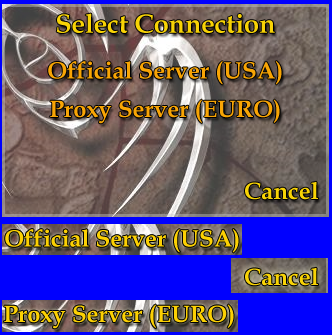 Select Connection
Official Server (USA)
Proxy Server (EURO)
Cancel
Official Server (USA)
Cancel
Proxy Server (EURO)